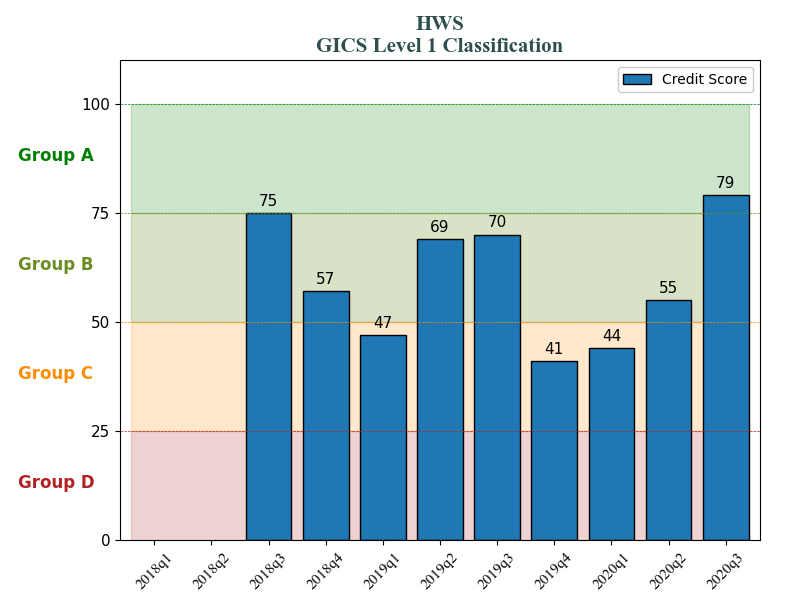 HWS
GICS Level 1 Classification
Credit Score
100
75
50
25
0
Group A
Group B
Group C
Group D
75
57
47
69
70
41
44
55
79
2018q1
2018q2
2018q3
2018q4
2019q1
2019q2
2019q3
2019q4
2020q1
2020q2
2020q3